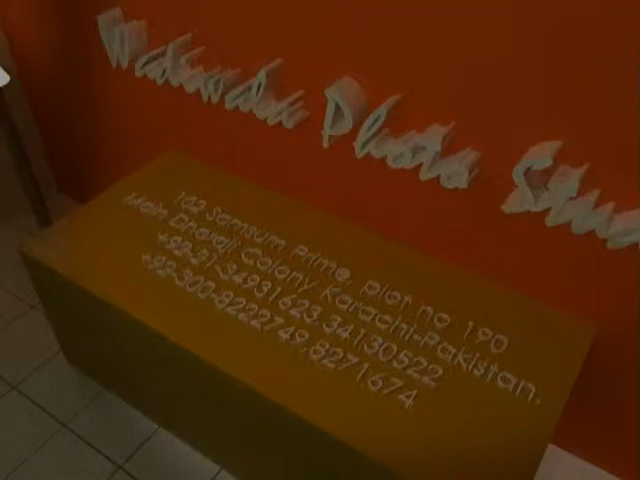 Photo
102 Samsum Prime, Plot no 190
Main Dhoraji Colony Karachi-Pakistan.
+92-21-34931623,34130522
+92-300-8222749,8271674